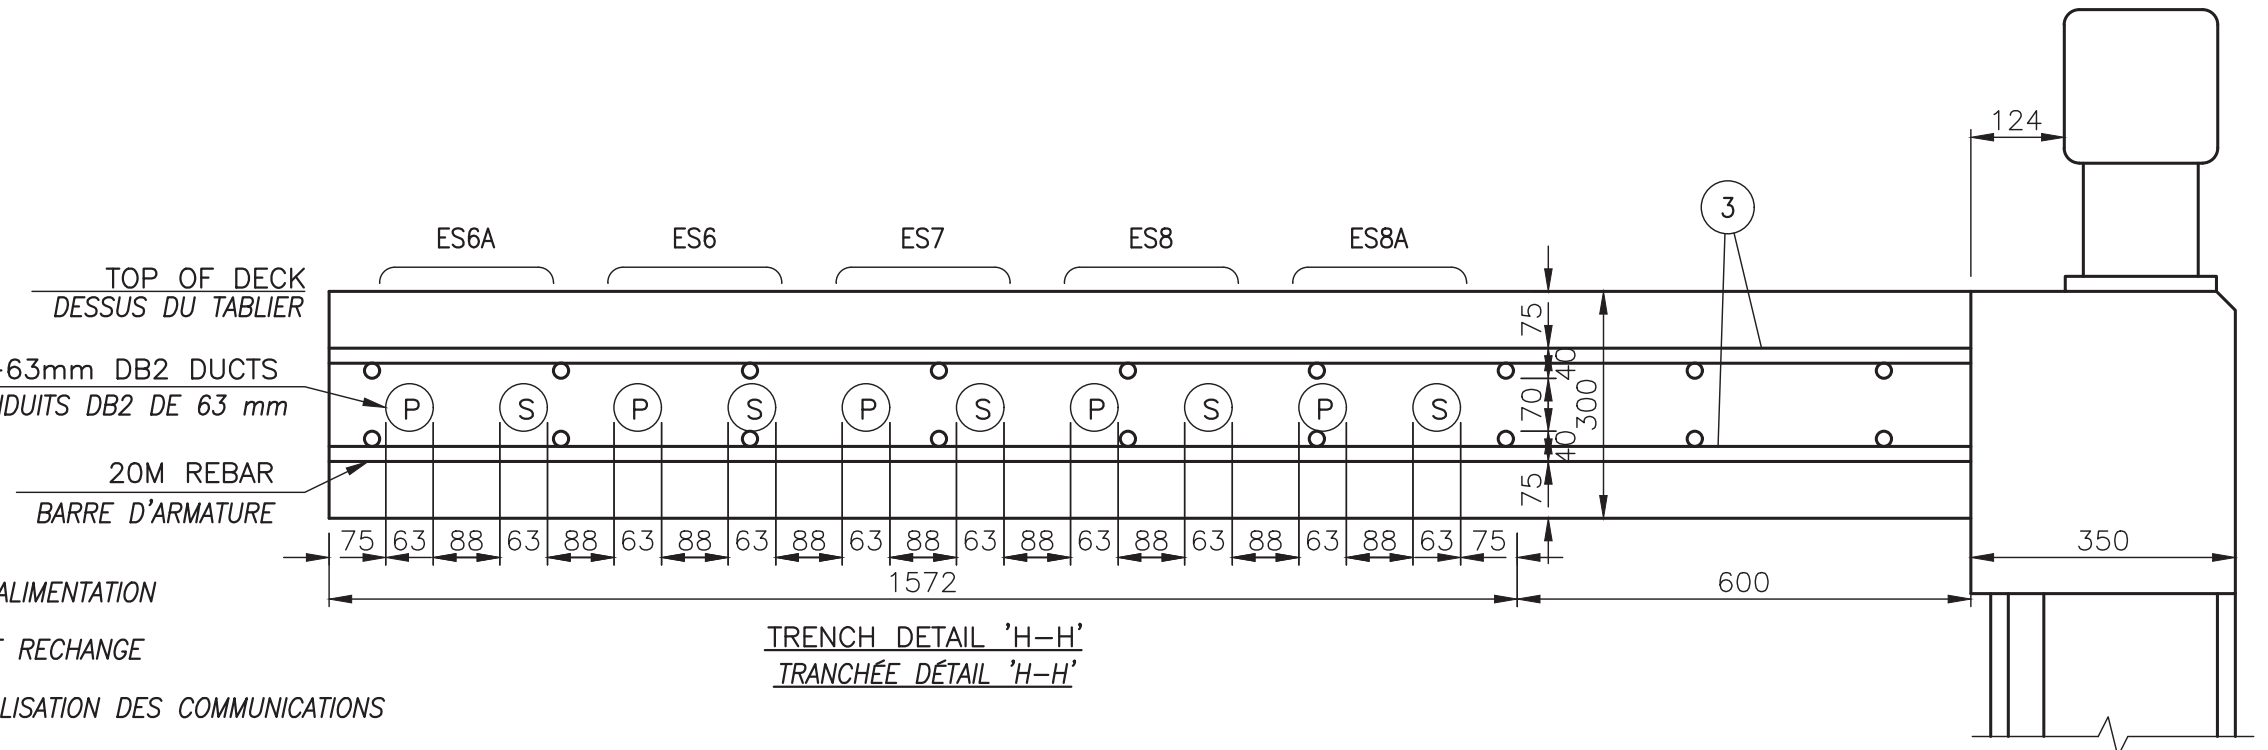 124
3
ES6A ES6 ES7 ES8 ES8A
TOP OF DECK
DESSUS DU TABLIER
75
40
-63mm DB2 DUCTS
NDUITS DB2 DE 63 mm
P S P S P S P S P S
70
300
40
20M REBAR
BARRE D'ARMATURE
75
75 63 88 63 88 63 88 63 88 63 88 63 88 63 88 63 88 63 88 63 75
350
1572
600
ALIMENTATION
TRENCH DETAIL 'H-H'
RECHANGE
TRANCHÉE DÉTAIL 'H-H'
LISATION DES COMMUNICATIONS